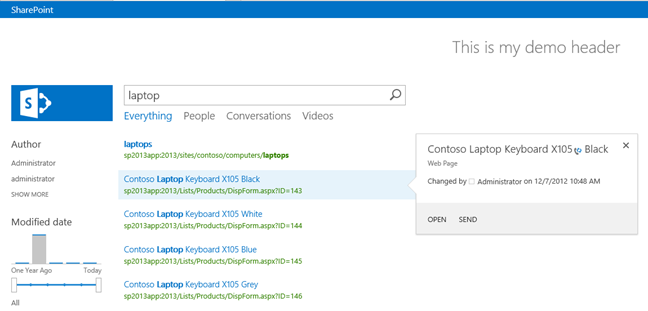 SharePoint
This is my demo header
S
laptop
Everything People Conversations Videos
Author
Administrator
administrator
SHOW MORE
Modified date
One Year Ago Today
All
laptops
sp2013app:2013/sites/contoso/computers/laptops
Contoso Laptop Keyboard X105 Black
sp2013app:2013/Lists/Products/DispForm.aspx?ID=143
Contoso Laptop Keyboard X105 White
sp2013app:2013/Lists/Products/DispForm.aspx?ID=144
Contoso Laptop Keyboard X105 Blue
sp2013app:2013/Lists/Products/DispForm.aspx?ID=145
Contoso Laptop Keyboard X105 Grey
sp2013app:2013/Lists/Products/DispForm.aspx?ID=146
Contoso Laptop Keyboard X105 Black
Web Page
Changed by Administrator on 12/7/2012 10:48 AM
OPEN SEND